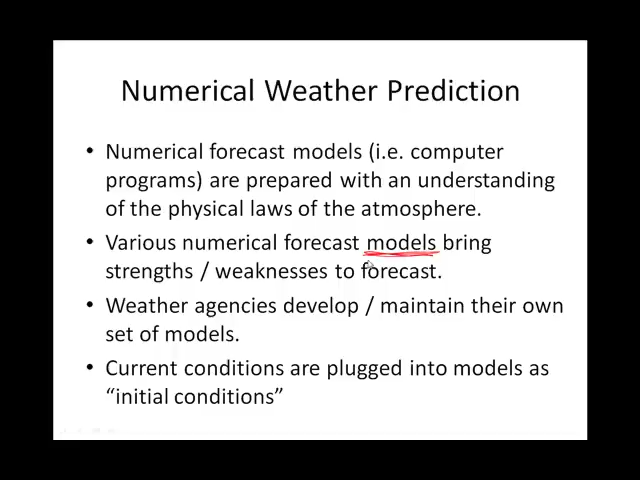 Numerical Weather Prediction
• Numerical forecast models (i.e. computer
programs) are prepared with an understanding
of the physical laws of the atmosphere.
• Various numerical forecast models bring
strengths / weaknesses to forecast.
• Weather agencies develop / maintain their own
set of models.
• Current conditions are plugged into models as
“initial conditions”